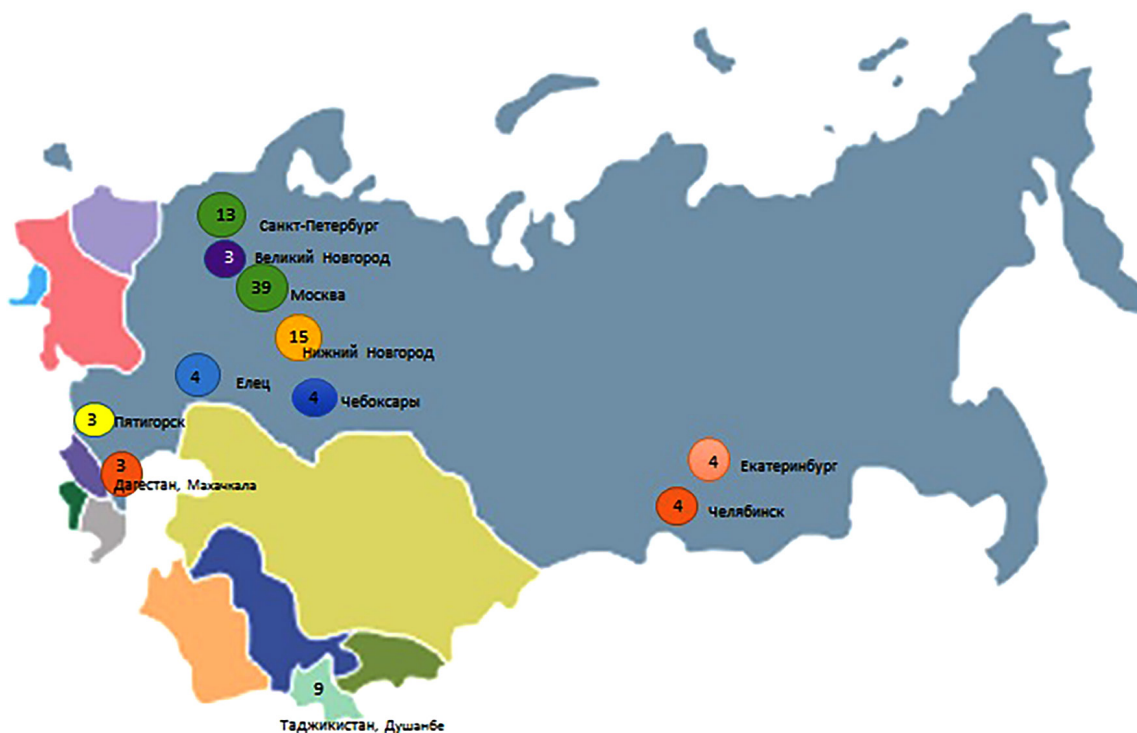 13
Санкт-Петербург
3
Великий Новгород
39
Москва
15
Нижний Новгород
4
Елец
4
Чебоксары
3
Пятигорск
3
Дагестан, Махачкала
4
Екатеринбург
4
Челябинск
9
Таджикистан, Душанбе